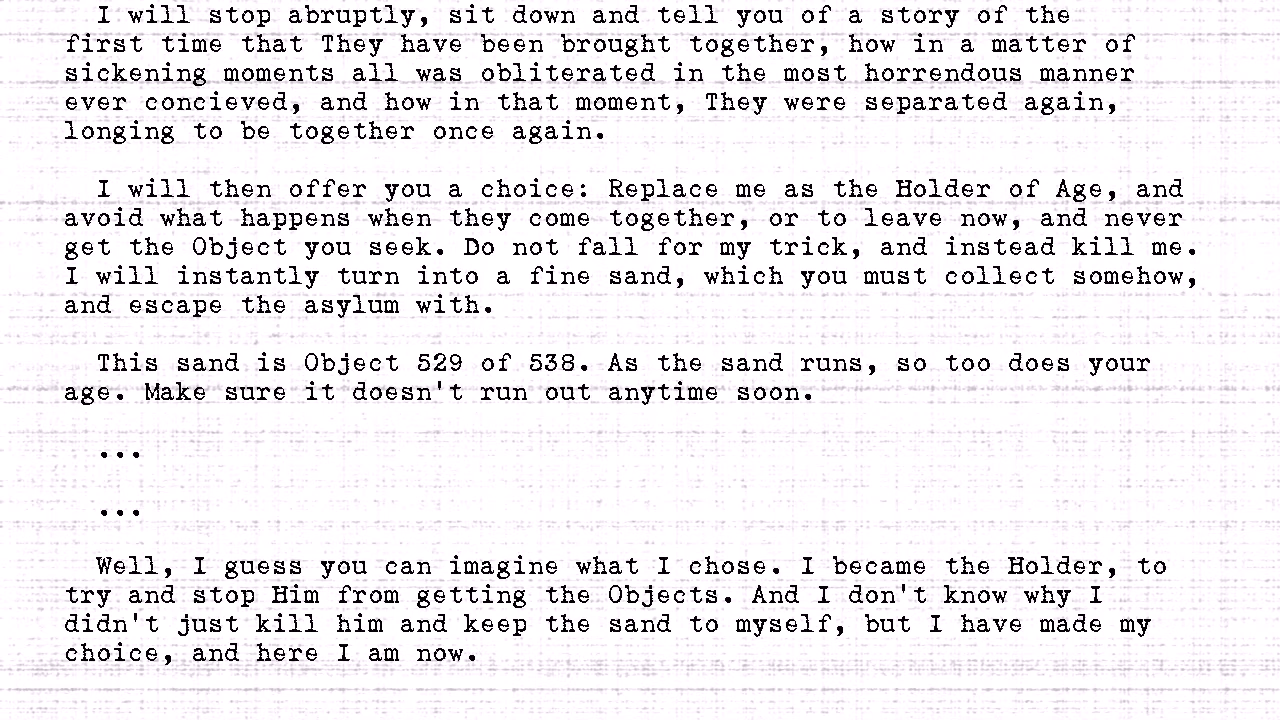 I will stop abruptly, sit down and tell you of a story of the
first time that They have been brought together, how in a matter of
sickening moments all was obliterated in the most horrendous manner
ever concieved, and how in that moment, They were separated again,
longing to be together once again.
I will then offer you a choice: Replace me as the Holder of Age, and
avoid what happens when they come together, or to leave now, and never
get the Object you seek. Do not fall for my trick, and instead kill me.
I will instantly turn into a fine sand, which you must collect somehow,
and escape the asylum with.
This sand is Object 529 of 538. As the sand runs, so too does your
age. Make sure it doesn't run out anytime soon.
...
...
Well, I guess you can imagine what I chose. I became the Holder, to
try and stop Him from getting the Objects. And I don't know why I
didn't just kill him and keep the sand to myself, but I have made my
choice, and here I am now.